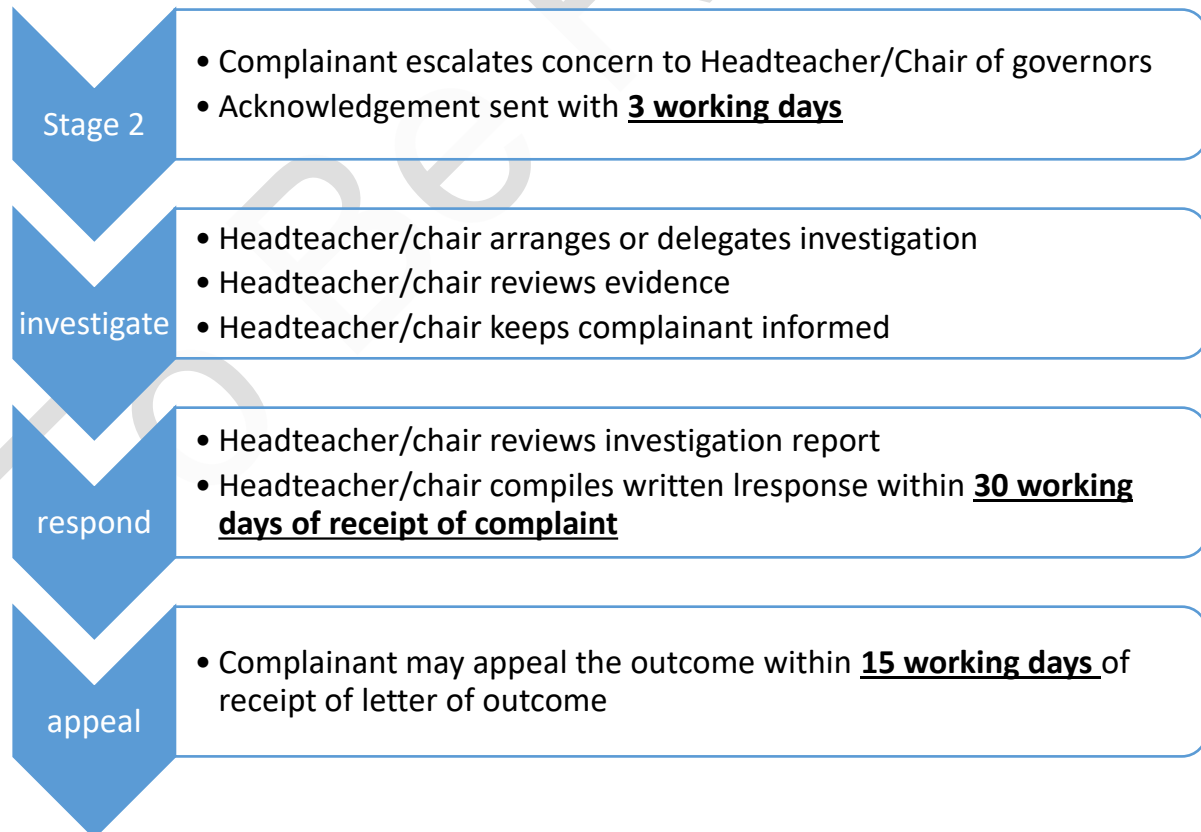 Stage 2
• Complainant escalates concern to Headteacher/Chair of governors
• Acknowledgement sent with 3 working days
investigate
• Headteacher/chair arranges or delegates investigation
• Headteacher/chair reviews evidence
• Headteacher/chair keeps complainant informed
respond
• Headteacher/chair reviews investigation report
• Headteacher/chair compiles written lresponse within 30 working
days of receipt of complaint
appeal
• Complainant may appeal the outcome within 15 working days of
receipt of letter of outcome